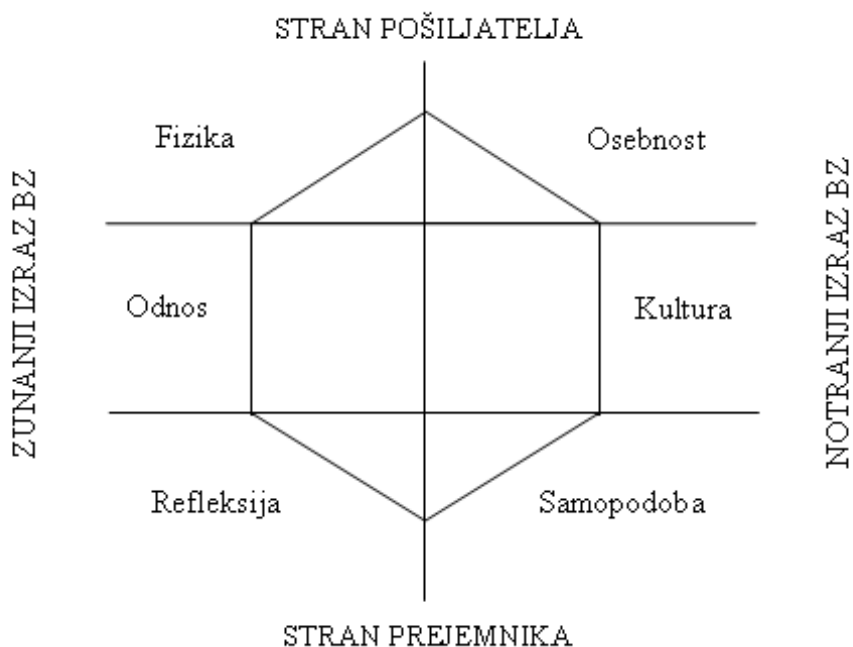 STRAN POŠILJATELJA
Fizika
Osebnost
ZUNANJI IZRAZ BZ
NOTRANJI IZRAZ BZ
Odnos
Kultura
Refleksija
Samopodoba
STRAN PREJEMNIKA